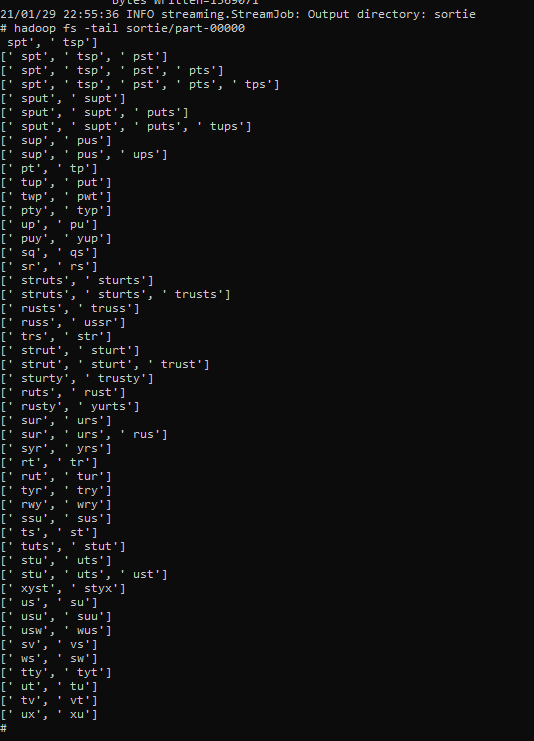 Bytes Written=1569071
21/01/29 22:55:36 INFO streaming.StreamJob: Output directory: sortie
# hadoop fs -tail sortie/part-00000
 spt', ' tsp']
[' spt', ' tsp', ' pst']
[' spt', ' tsp', ' pst', ' pts']
[' spt', ' tsp', ' pst', ' pts', ' tps']
[' sput', ' supt']
[' sput', ' supt', ' puts']
[' sput', ' supt', ' puts', ' tups']
[' sup', ' pus']
[' sup', ' pus', ' ups']
[' pt', ' tp']
[' tup', ' put']
[' twp', ' pwt']
[' pty', ' typ']
[' up', ' pu']
[' puy', ' yup']
[' sq', ' qs']
[' sr', ' rs']
[' struts', ' sturts']
[' struts', ' sturts', ' trusts']
[' rusts', ' truss']
[' russ', ' ussr']
[' trs', ' str']
[' strut', ' sturt']
[' strut', ' sturt', ' trust']
[' sturty', ' trusty']
[' ruts', ' rust']
[' rusty', ' yurts']
[' sur', ' urs']
[' sur', ' urs', ' rus']
[' syr', ' yrs']
[' rt', ' tr']
[' rut', ' tur']
[' tyr', ' try']
[' rwy', ' wry']
[' ssu', ' sus']
[' ts', ' st']
[' tuts', ' stut']
[' stu', ' uts']
[' stu', ' uts', ' ust']
[' xyst', ' styx']
[' us', ' su']
[' usu', ' suu']
[' usw', ' wus']
[' sv', ' vs']
[' ws', ' sw']
[' tty', ' tyt']
[' ut', ' tu']
[' tv', ' vt']
[' ux', ' xu']
#